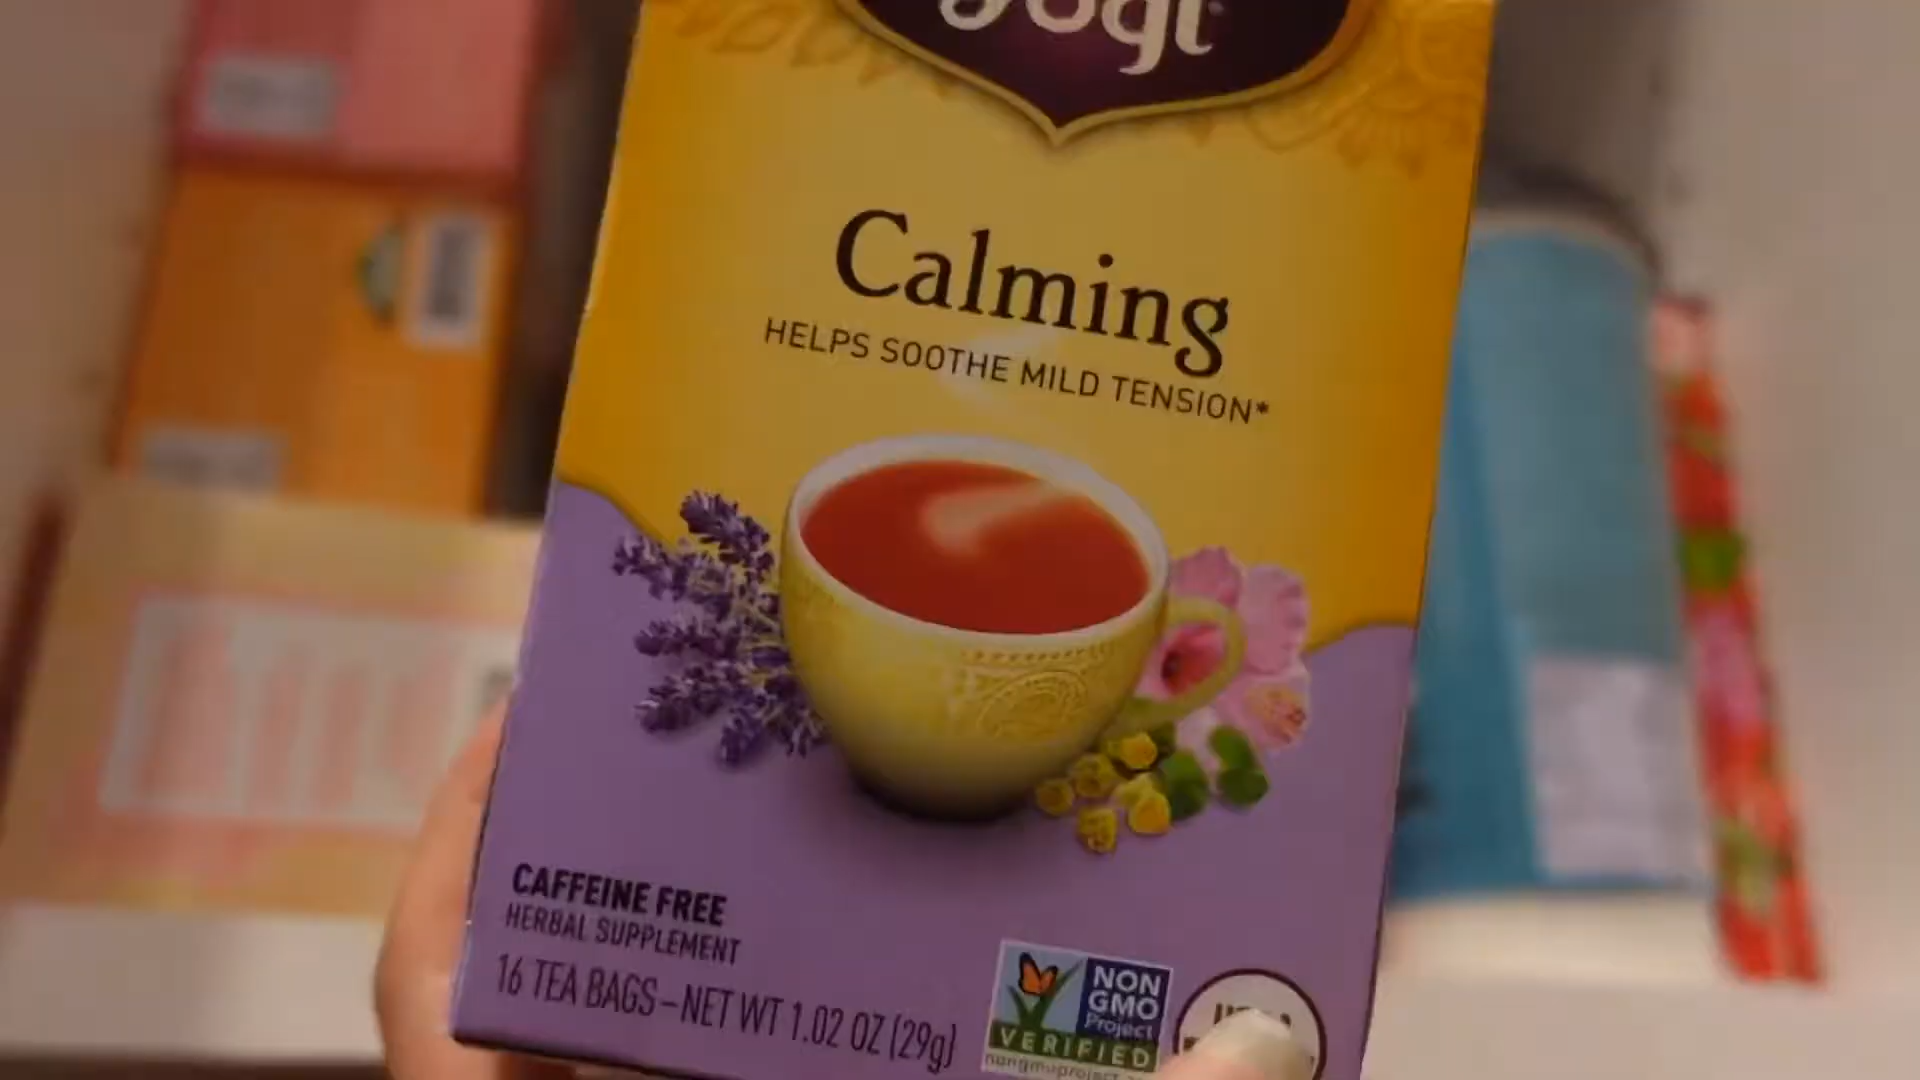 yogi
Calming
HELPS SOOTHE MILD TENSION*
CAFFEINE FREE
HERBAL SUPPLEMENT
16 TEA BAGS – NET WT 1.02 OZ (29g)
NON
GMO
Project
VERIFIED